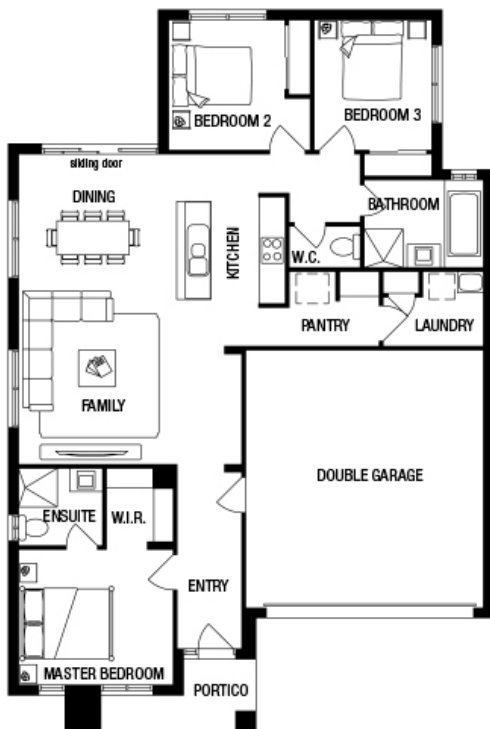 BEDROOM 2
BEDROOM 3
sliding door
DINING
BATHROOM
KITCHEN
W.C.
PANTRY
LAUNDRY
FAMILY
DOUBLE GARAGE
ENSUITE
W.I.R.
ENTRY
MASTER BEDROOM
PORTICO